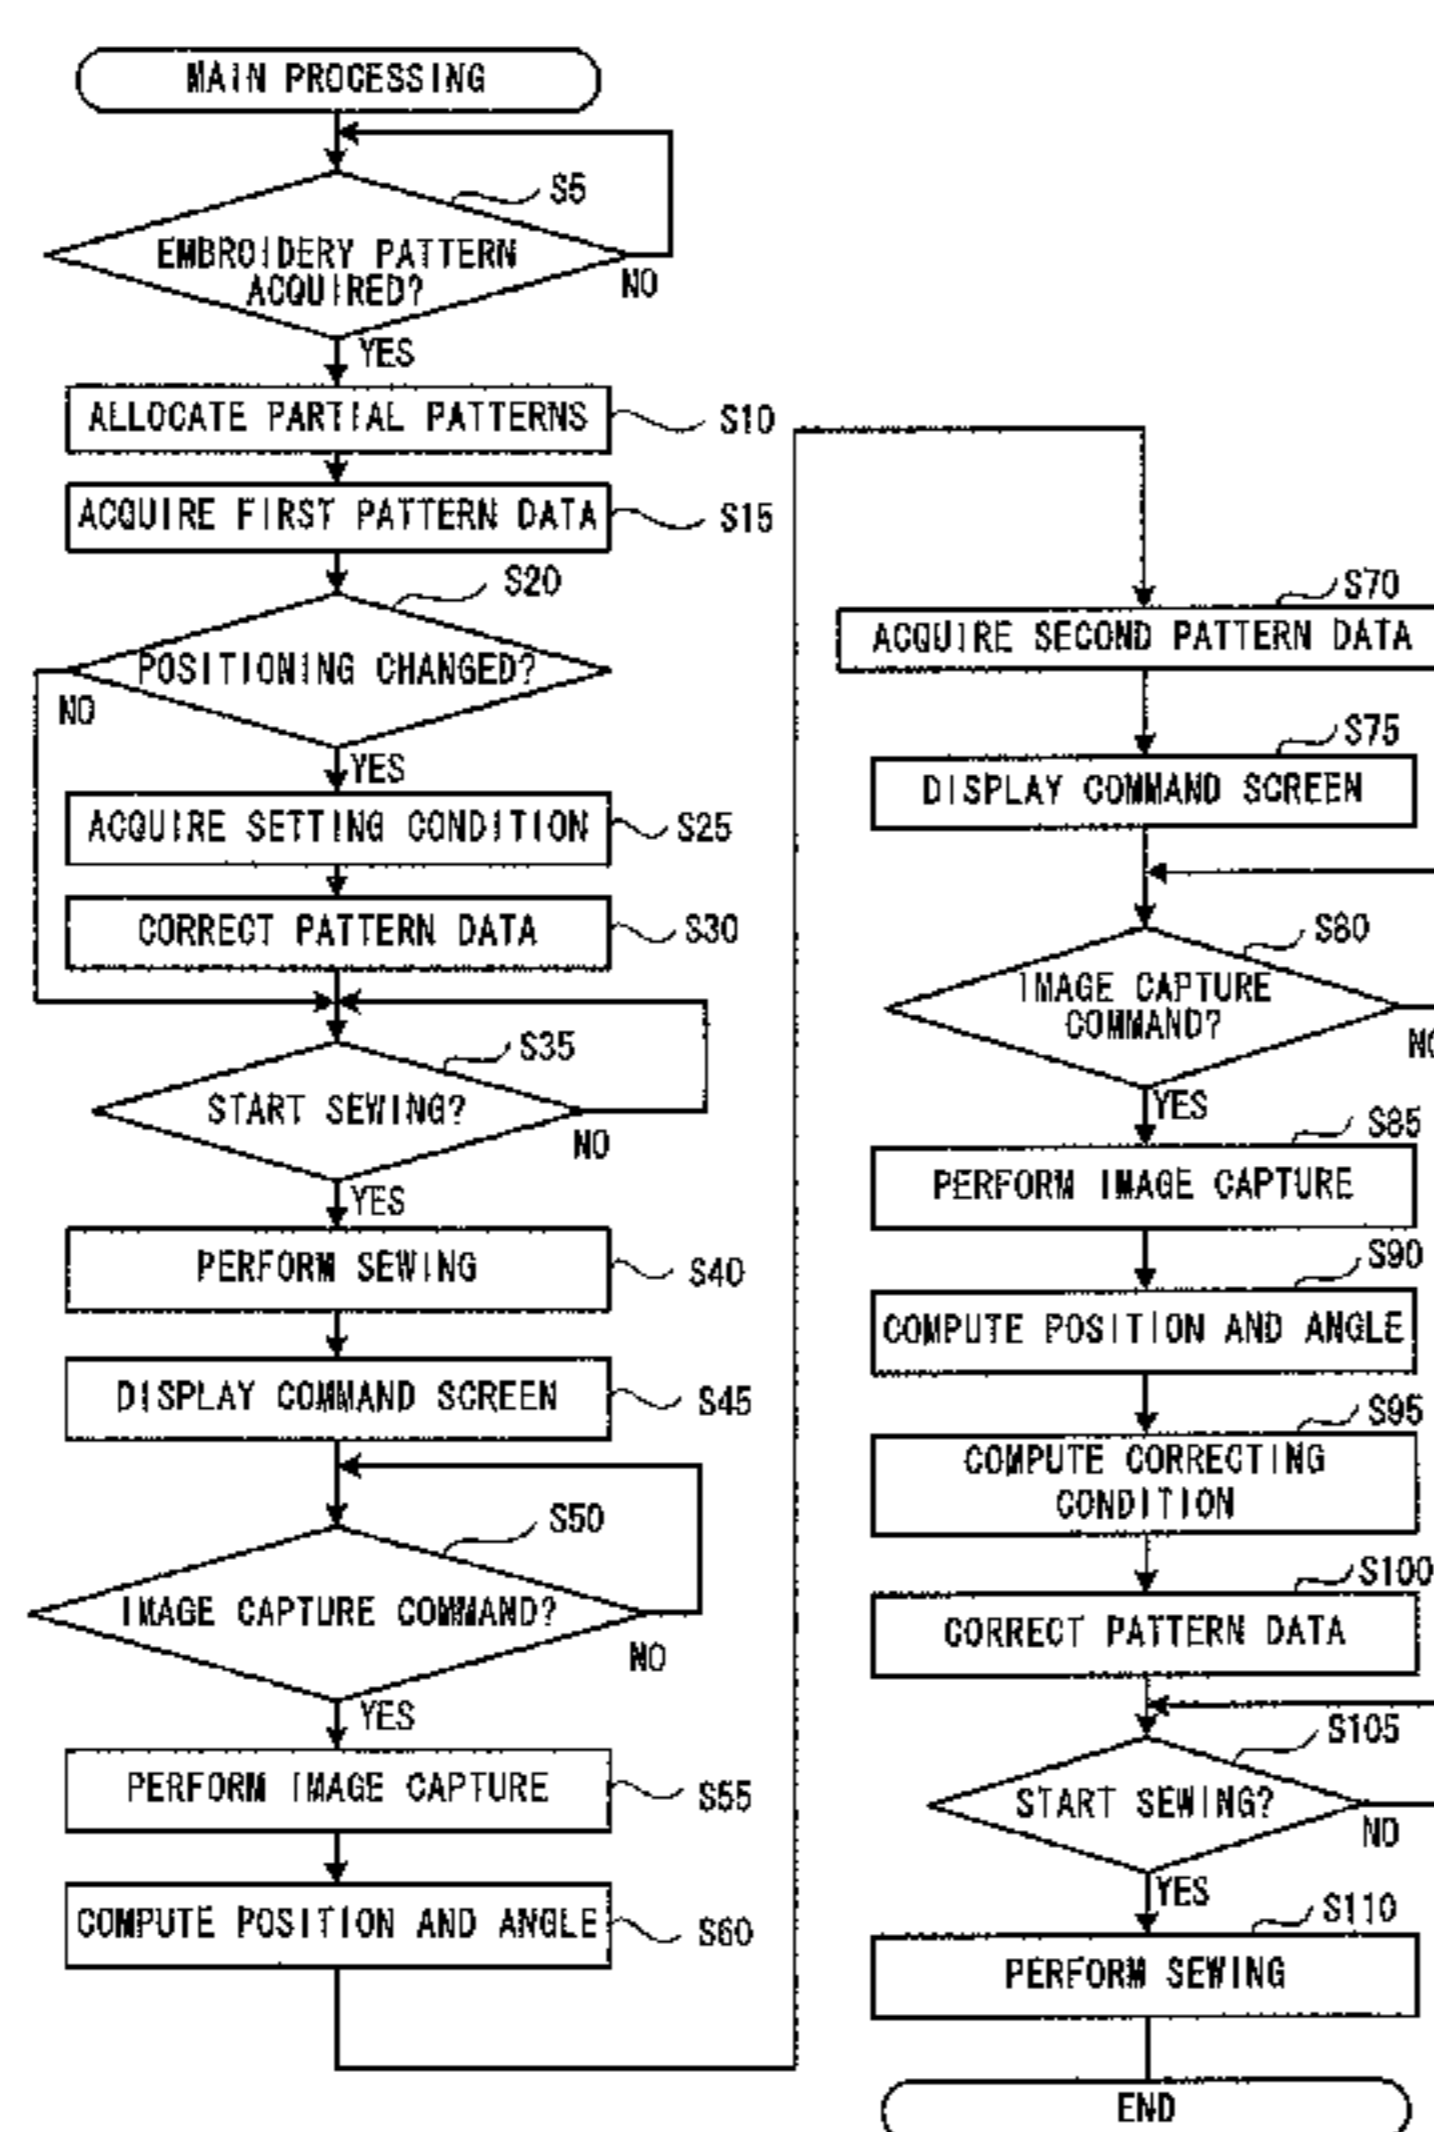 MAIN PROCESSING
S5
EMBROIDERY PATTERN
ACQUIRED?
NO
YES
ALLOCATE PARTIAL PATTERNS
S10
ACQUIRE FIRST PATTERN DATA
S15
S20
POSITIONING CHANGED?
NO
YES
ACQUIRE SETTING CONDITION
S25
CORRECT PATTERN DATA
S30
S35
START SEWING?
NO
YES
PERFORM SEWING
S40
DISPLAY COMMAND SCREEN
S45
S50
IMAGE CAPTURE COMMAND?
NO
YES
PERFORM IMAGE CAPTURE
S55
COMPUTE POSITION AND ANGLE
S60
S70
ACQUIRE SECOND PATTERN DATA
S75
DISPLAY COMMAND SCREEN
S80
IMAGE CAPTURE
COMMAND?
NO
YES
S85
PERFORM IMAGE CAPTURE
S90
COMPUTE POSITION AND ANGLE
S95
COMPUTE CORRECTING
CONDITION
S100
CORRECT PATTERN DATA
S105
START SEWING?
NO
YES
S110
PERFORM SEWING
END